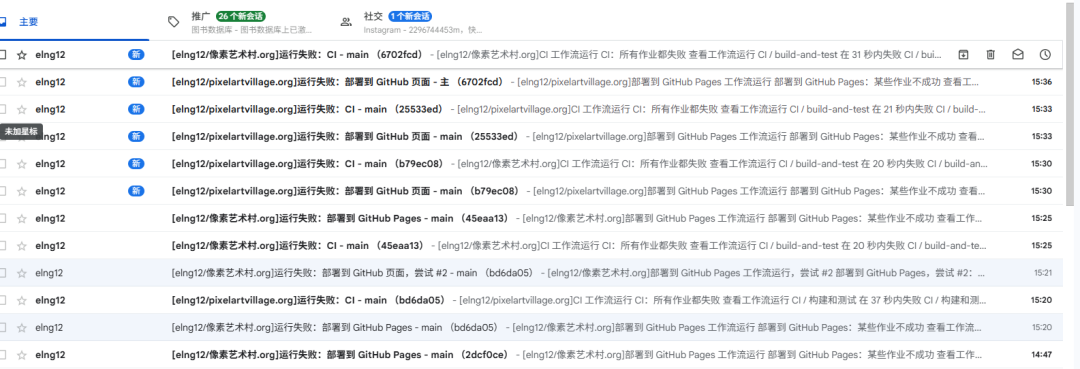 主要
推广 26 个新会话
图书数据库 - 图书数据库上已激...
社交 1 个新会话
Instagram - 2296744453m，快...
elng12 新 [elng12/像素艺术村.org]运行失败：CI - main （6702fcd） - [elng12/像素艺术村.org]CI 工作流运行 CI：所有作业都失败 查看工作流运行 CI / build-and-test 在 31 秒内失败 CI / bui...
elng12 新 [elng12/pixelartvillage.org]运行失败：部署到 GitHub 页面 - 主 （6702fcd） - [elng12/pixelartvillage.org]部署到 GitHub Pages 工作流运行 部署到 GitHub Pages：某些作业不成功 查看工... 15:36
elng12 新 [elng12/pixelartvillage.org]运行失败：CI - main （25533ed） - [elng12/pixelartvillage.org]CI 工作流运行 CI：所有作业都失败 查看工作流运行 CI / build-and-test 在 21 秒内失败 CI / build-... 15:33
未加星标
elng12 新 [elng12/pixelartvillage.org]运行失败：部署到 GitHub 页面 - main （25533ed） - [elng12/pixelartvillage.org]部署到 GitHub Pages 工作流运行 部署到 GitHub Pages：某些作业不成功 查看... 15:33
elng12 新 [elng12/像素艺术村.org]运行失败：CI - main （b79ec08） - [elng12/像素艺术村.org]CI 工作流运行 CI：所有作业都失败 查看工作流运行 CI / build-and-test 在 20 秒内失败 CI / build-and-an... 15:30
elng12 新 [elng12/pixelartvillage.org]运行失败：部署到 GitHub 页面 - main （b79ec08） - [elng12/pixelartvillage.org]部署到 GitHub Pages 工作流运行 部署到 GitHub Pages：某些作业不成功 查看... 15:30
elng12 [elng12/像素艺术村.org]运行失败：部署到 GitHub Pages - main （45eaa13） - [elng12/像素艺术村.org]部署到 GitHub Pages 工作流运行 部署到 GitHub Pages：某些作业不成功 查看工作... 15:25
elng12 [elng12/像素艺术村.org]运行失败：CI - main （45eaa13） - [elng12/像素艺术村.org]CI 工作流运行 CI：所有作业都失败 查看工作流运行 CI / build-and-test 在 20 秒内失败 CI / build-and-te... 15:25
elng12 [elng12/像素艺术村.org]运行失败：部署到 GitHub 页面，尝试 #2 - main （bd6da05） - [elng12/像素艺术村.org]部署到 GitHub Pages 工作流运行，尝试 #2 部署到 GitHub Pages，尝试 #2：... 15:21
elng12 [elng12/像素艺术村.org]运行失败：CI - main （bd6da05） - [elng12/pixelartvillage.org]CI 工作流运行 CI：所有作业都失败 查看工作流运行 CI / 构建和测试 在 37 秒内失败 CI / 构建和测... 15:20
elng12 [elng12/像素艺术村.org]运行失败：部署到 GitHub Pages - main （bd6da05） - [elng12/像素艺术村.org]部署到 GitHub Pages 工作流运行 部署到 GitHub Pages：某些作业不成功 查看工作流... 15:20
elng12 [elng12/像素艺术村.org]运行失败：部署到 GitHub Pages - main （2dcf0ce） - [elng12/像素艺术村.org]部署到 GitHub Pages 工作流运行 部署到 GitHub Pages：某些作业不成功 查看工作... 14:47